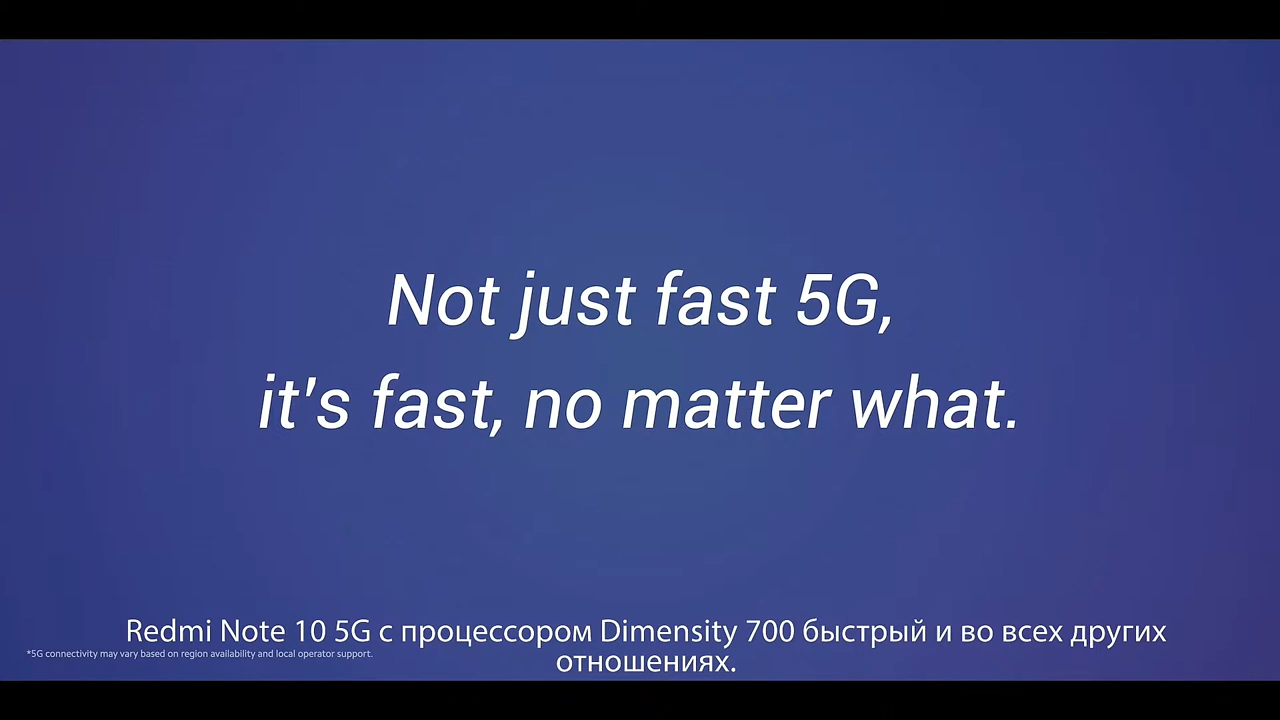 Not just fast 5G,
it's fast, no matter what.
Redmi Note 10 5G с процессором Dimensity 700 быстрый и во всех других
отношениях.
*5G connectivity may vary based on region availability and local operator support.